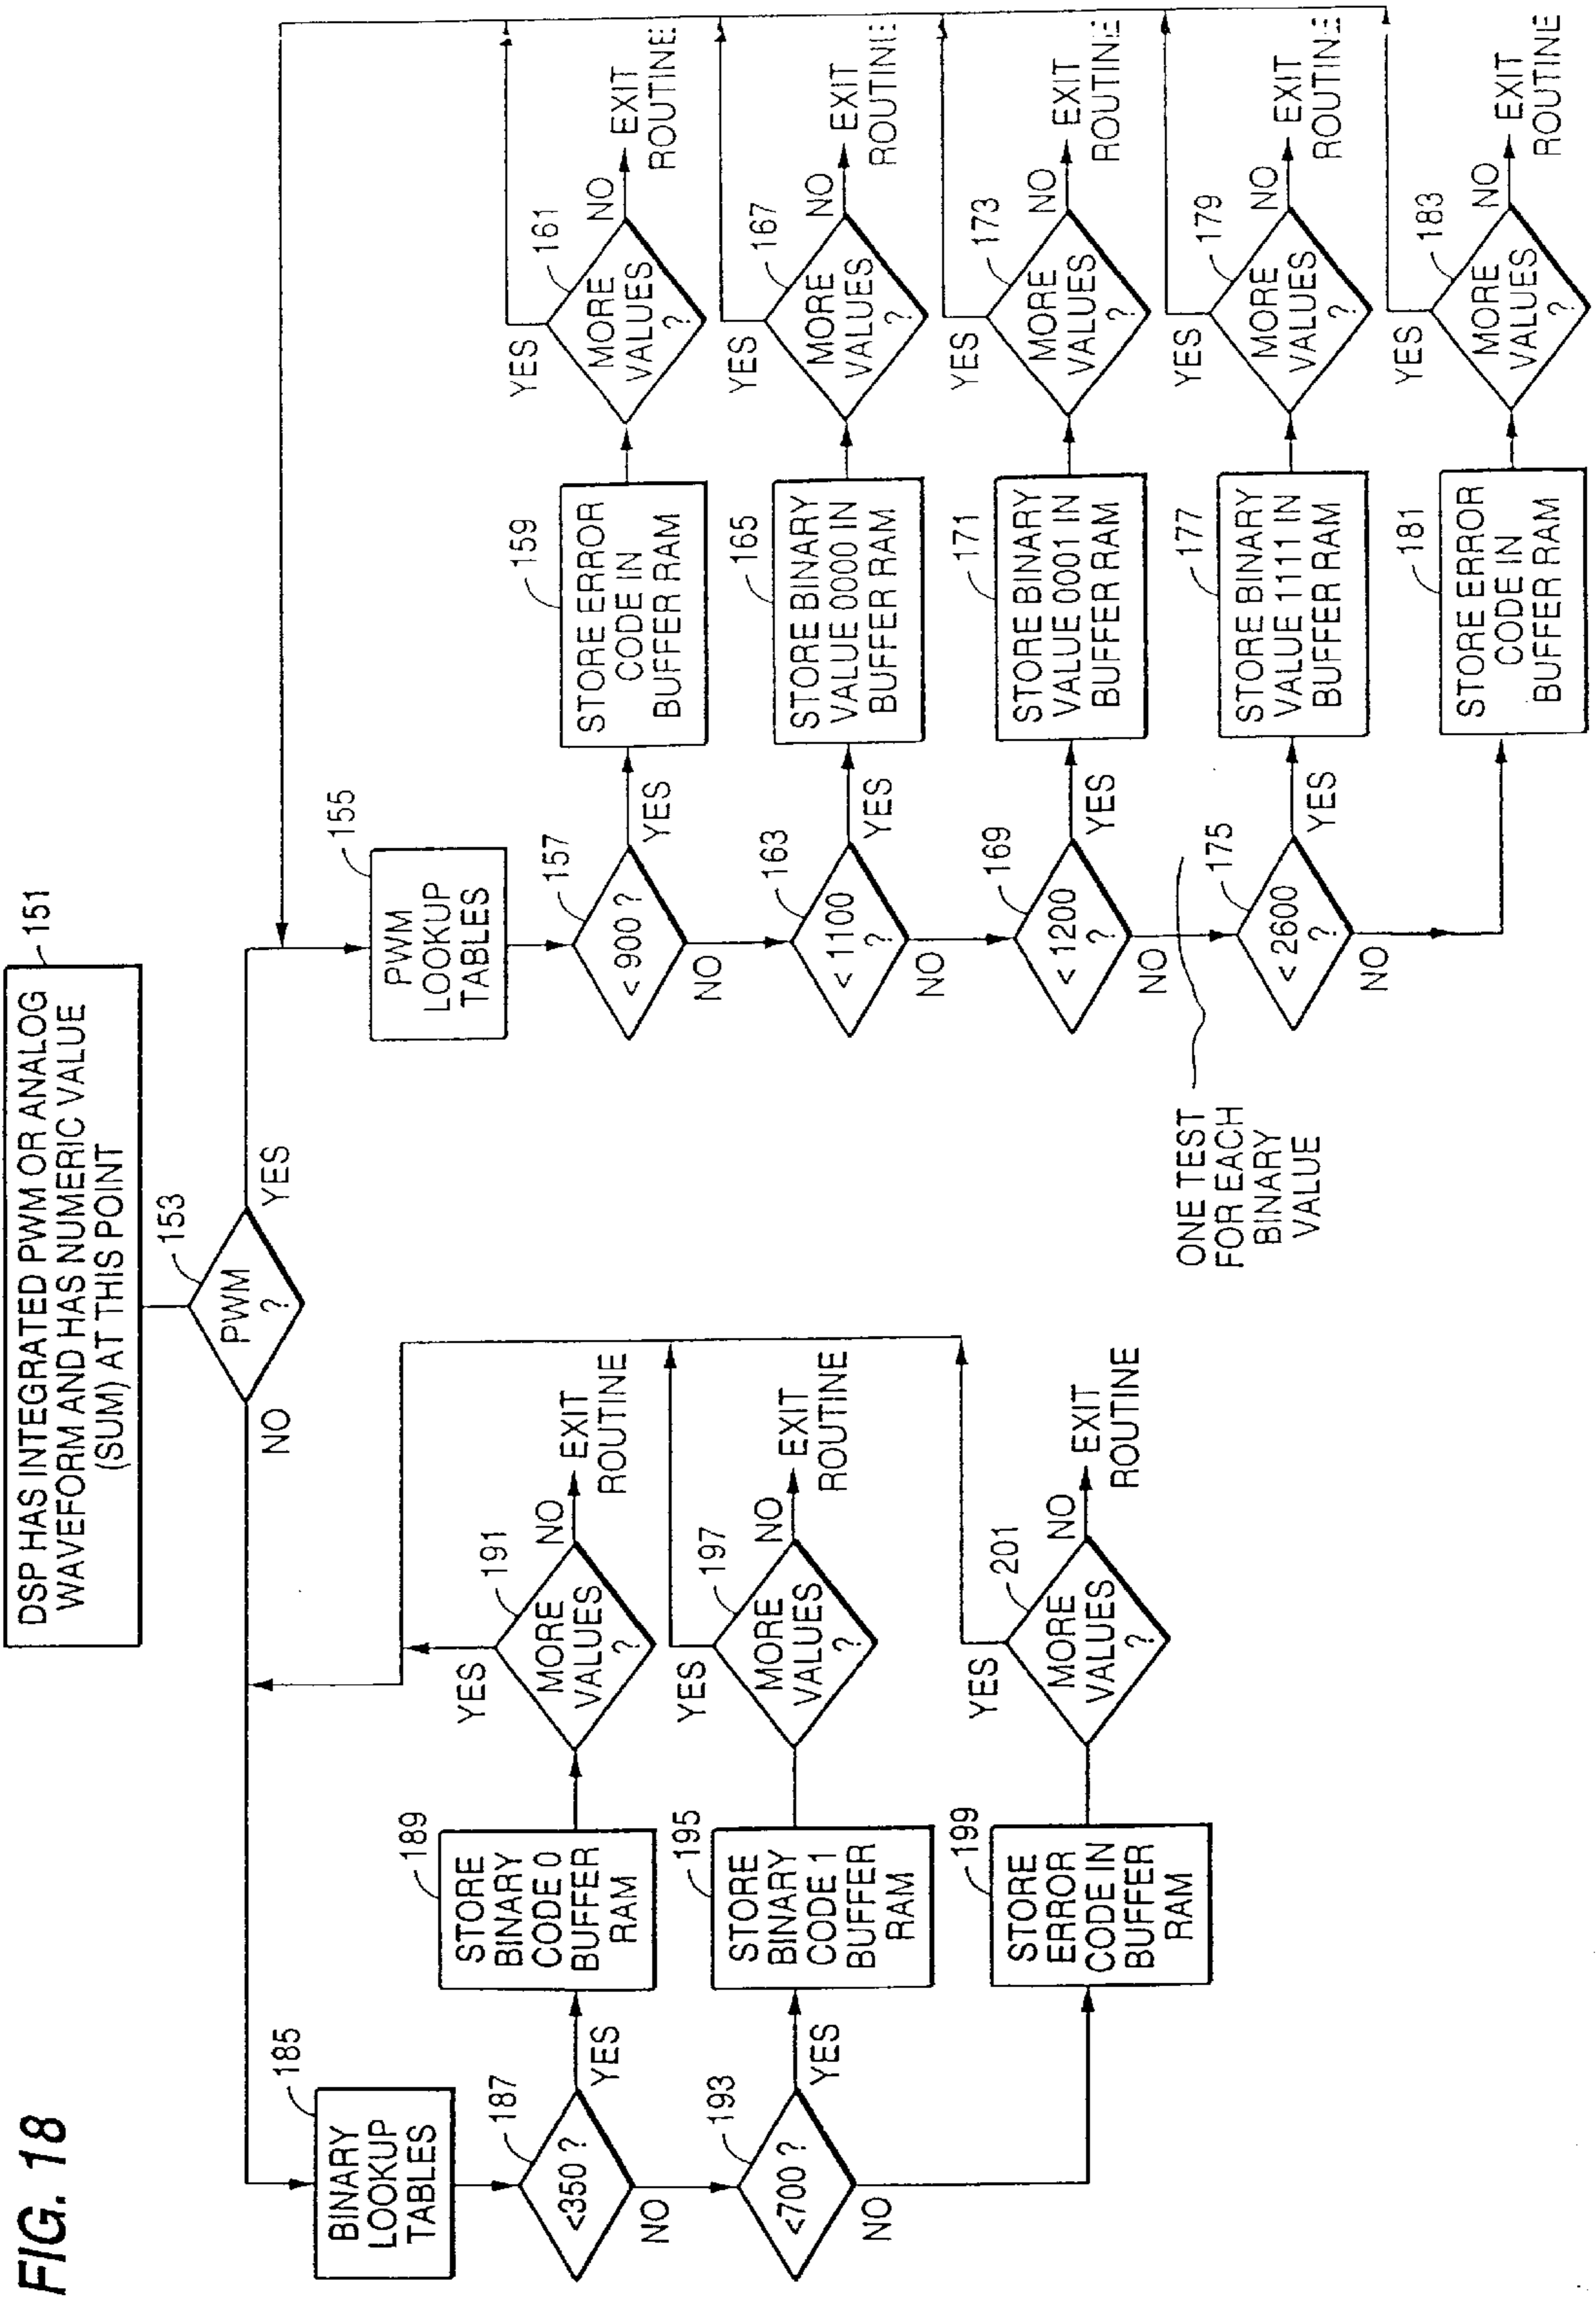 FIG. 18
DSP HAS INTEGRATED PWM OR ANALOG
WAVEFORM AND HAS NUMERIC VALUE
(SUM) AT THIS POINT
151
153
PWM
?
NO
YES
185
BINARY
LOOKUP
TABLES
187
<350 ?
YES
NO
189
STORE
BINARY
CODE 0
BUFFER
RAM
191
MORE
VALUES
?
YES
NO
EXIT
ROUTINE
193
<700 ?
YES
NO
195
STORE
BINARY
CODE 1
BUFFER
RAM
197
MORE
VALUES
?
YES
NO
EXIT
ROUTINE
199
STORE
ERROR
CODE IN
BUFFER
RAM
201
MORE
VALUES
?
YES
NO
EXIT
ROUTINE
155
PWM
LOOKUP
TABLES
157
< 900 ?
YES
NO
159
STORE ERROR
CODE IN
BUFFER RAM
161
MORE
VALUES
?
YES
NO
EXIT
ROUTINE
163
< 1100
?
YES
NO
165
STORE BINARY
VALUE 0000 IN
BUFFER RAM
167
MORE
VALUES
?
YES
NO
EXIT
ROUTINE
169
< 1200
?
YES
NO
171
STORE BINARY
VALUE 0001 IN
BUFFER RAM
173
MORE
VALUES
?
YES
NO
EXIT
ROUTINE
ONE TEST
FOR EACH
BINARY
VALUE
175
< 2600
?
YES
NO
177
STORE BINARY
VALUE 1111 IN
BUFFER RAM
179
MORE
VALUES
?
YES
NO
EXIT
ROUTINE
181
STORE ERROR
CODE IN
BUFFER RAM
183
MORE
VALUES
?
YES
NO
EXIT
ROUTINE